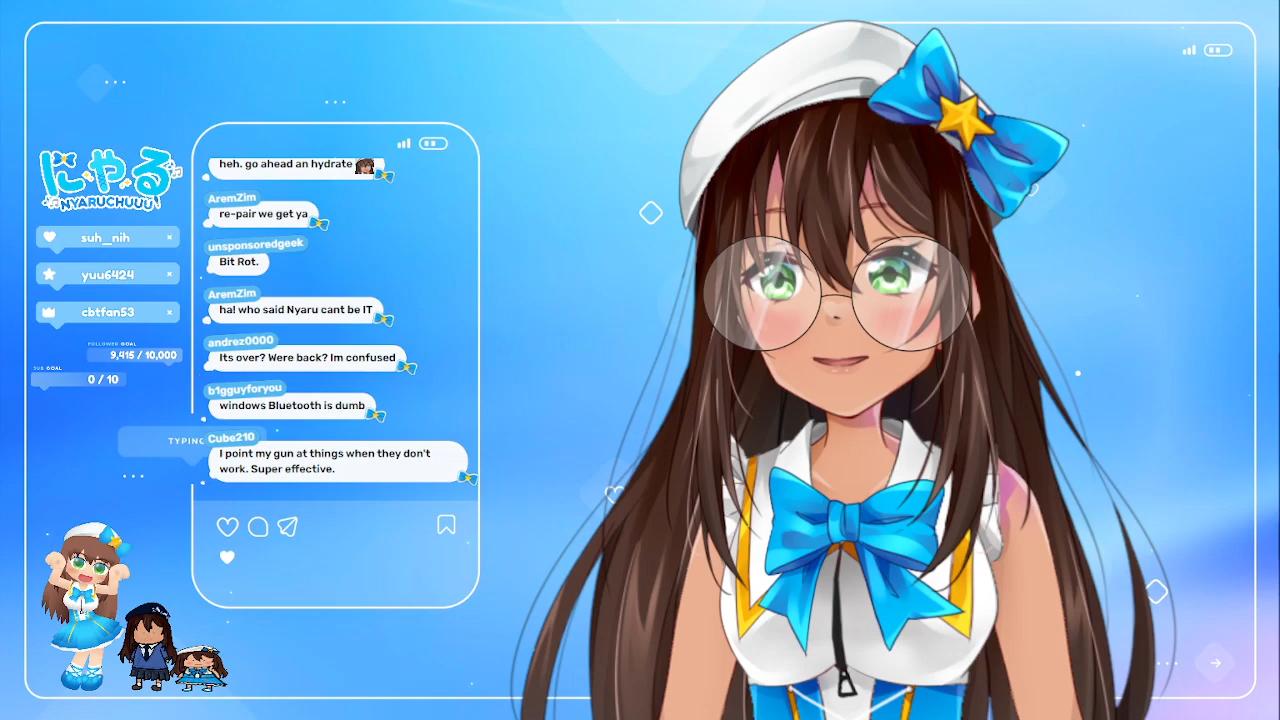 にゃる
NYARUCHUUU
suh_nih
yuu6424
cbtfan53
FOLLOWER GOAL
9,415 / 10,000
SUB GOAL
0 / 10
TYPING
heh. go ahead an hydrate
AremZim
re-pair we get ya
unsponsoredgeek
Bit Rot.
AremZim
ha! who said Nyaru cant be IT
andrez0000
Its over? Were back? Im confused
b1gguyforyou
windows Bluetooth is dumb
Cube210
I point my gun at things when they don't
work. Super effective.